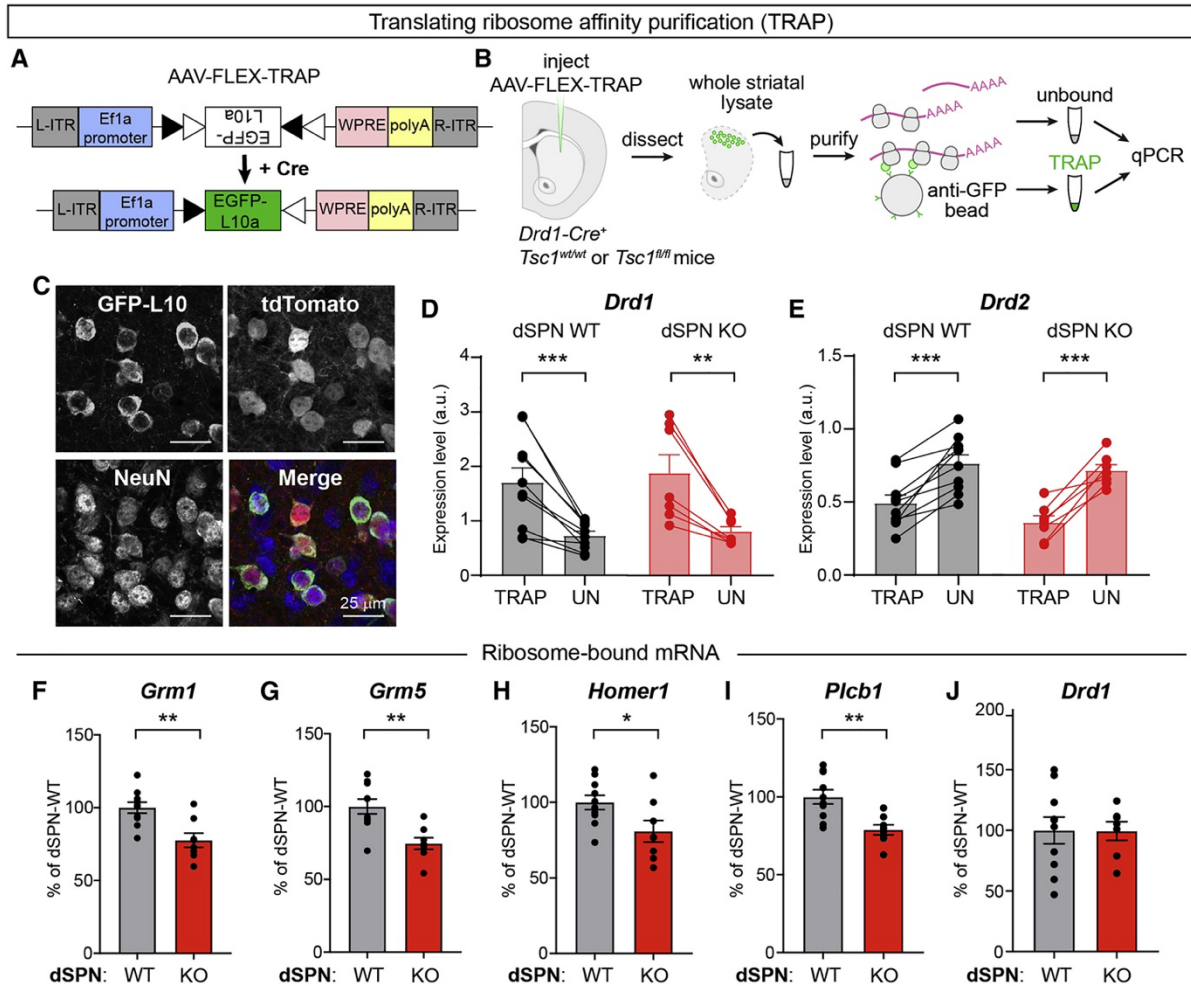 Translating ribosome affinity purification (TRAP)
A
AAV-FLEX-TRAP
L-ITR
Ef1a
promoter
EGFP-
L10a
WPRE
polyA
R-ITR
+ Cre
L-ITR
Ef1a
promoter
EGFP-
L10a
WPRE
polyA
R-ITR
B
inject
AAV-FLEX-TRAP
dissect
whole striatal
lysate
purify
AAAA
AAAA
AAAA
anti-GFP
bead
unbound
TRAP
qPCR
Drd1-Cre+
Tsc1wt/wt or Tsc1fl/fl mice
C
GFP-L10
tdTomato
NeuN
Merge
25 μm
D
Drd1
dSPN WT
dSPN KO
***
**
Expression level (a.u.)
4
3
2
1
0
TRAP
UN
TRAP
UN
E
Drd2
dSPN WT
dSPN KO
***
***
Expression level (a.u.)
1.5
1.0
0.5
0.0
TRAP
UN
TRAP
UN
Ribosome-bound mRNA
F
Grm1
**
% of dSPN-WT
150
100
50
0
dSPN: WT KO
G
Grm5
**
% of dSPN-WT
150
100
50
0
dSPN: WT KO
H
Homer1
*
% of dSPN-WT
150
100
50
0
dSPN: WT KO
I
Plcb1
**
% of dSPN-WT
150
100
50
0
dSPN: WT KO
J
Drd1
% of dSPN-WT
200
150
100
50
0
dSPN: WT KO